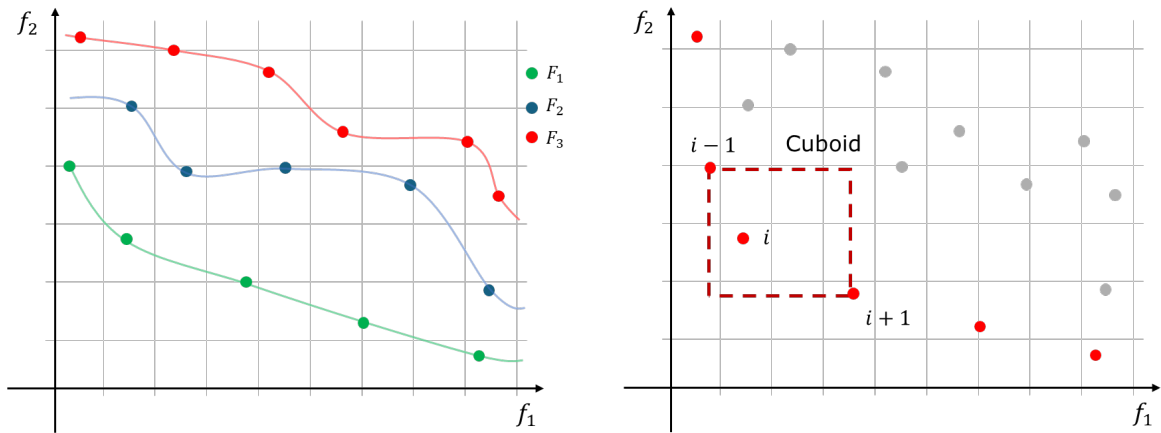 f₂
F₁
F₂
F₃
f₁
f₂
i − 1
Cuboid
i
i + 1
f₁